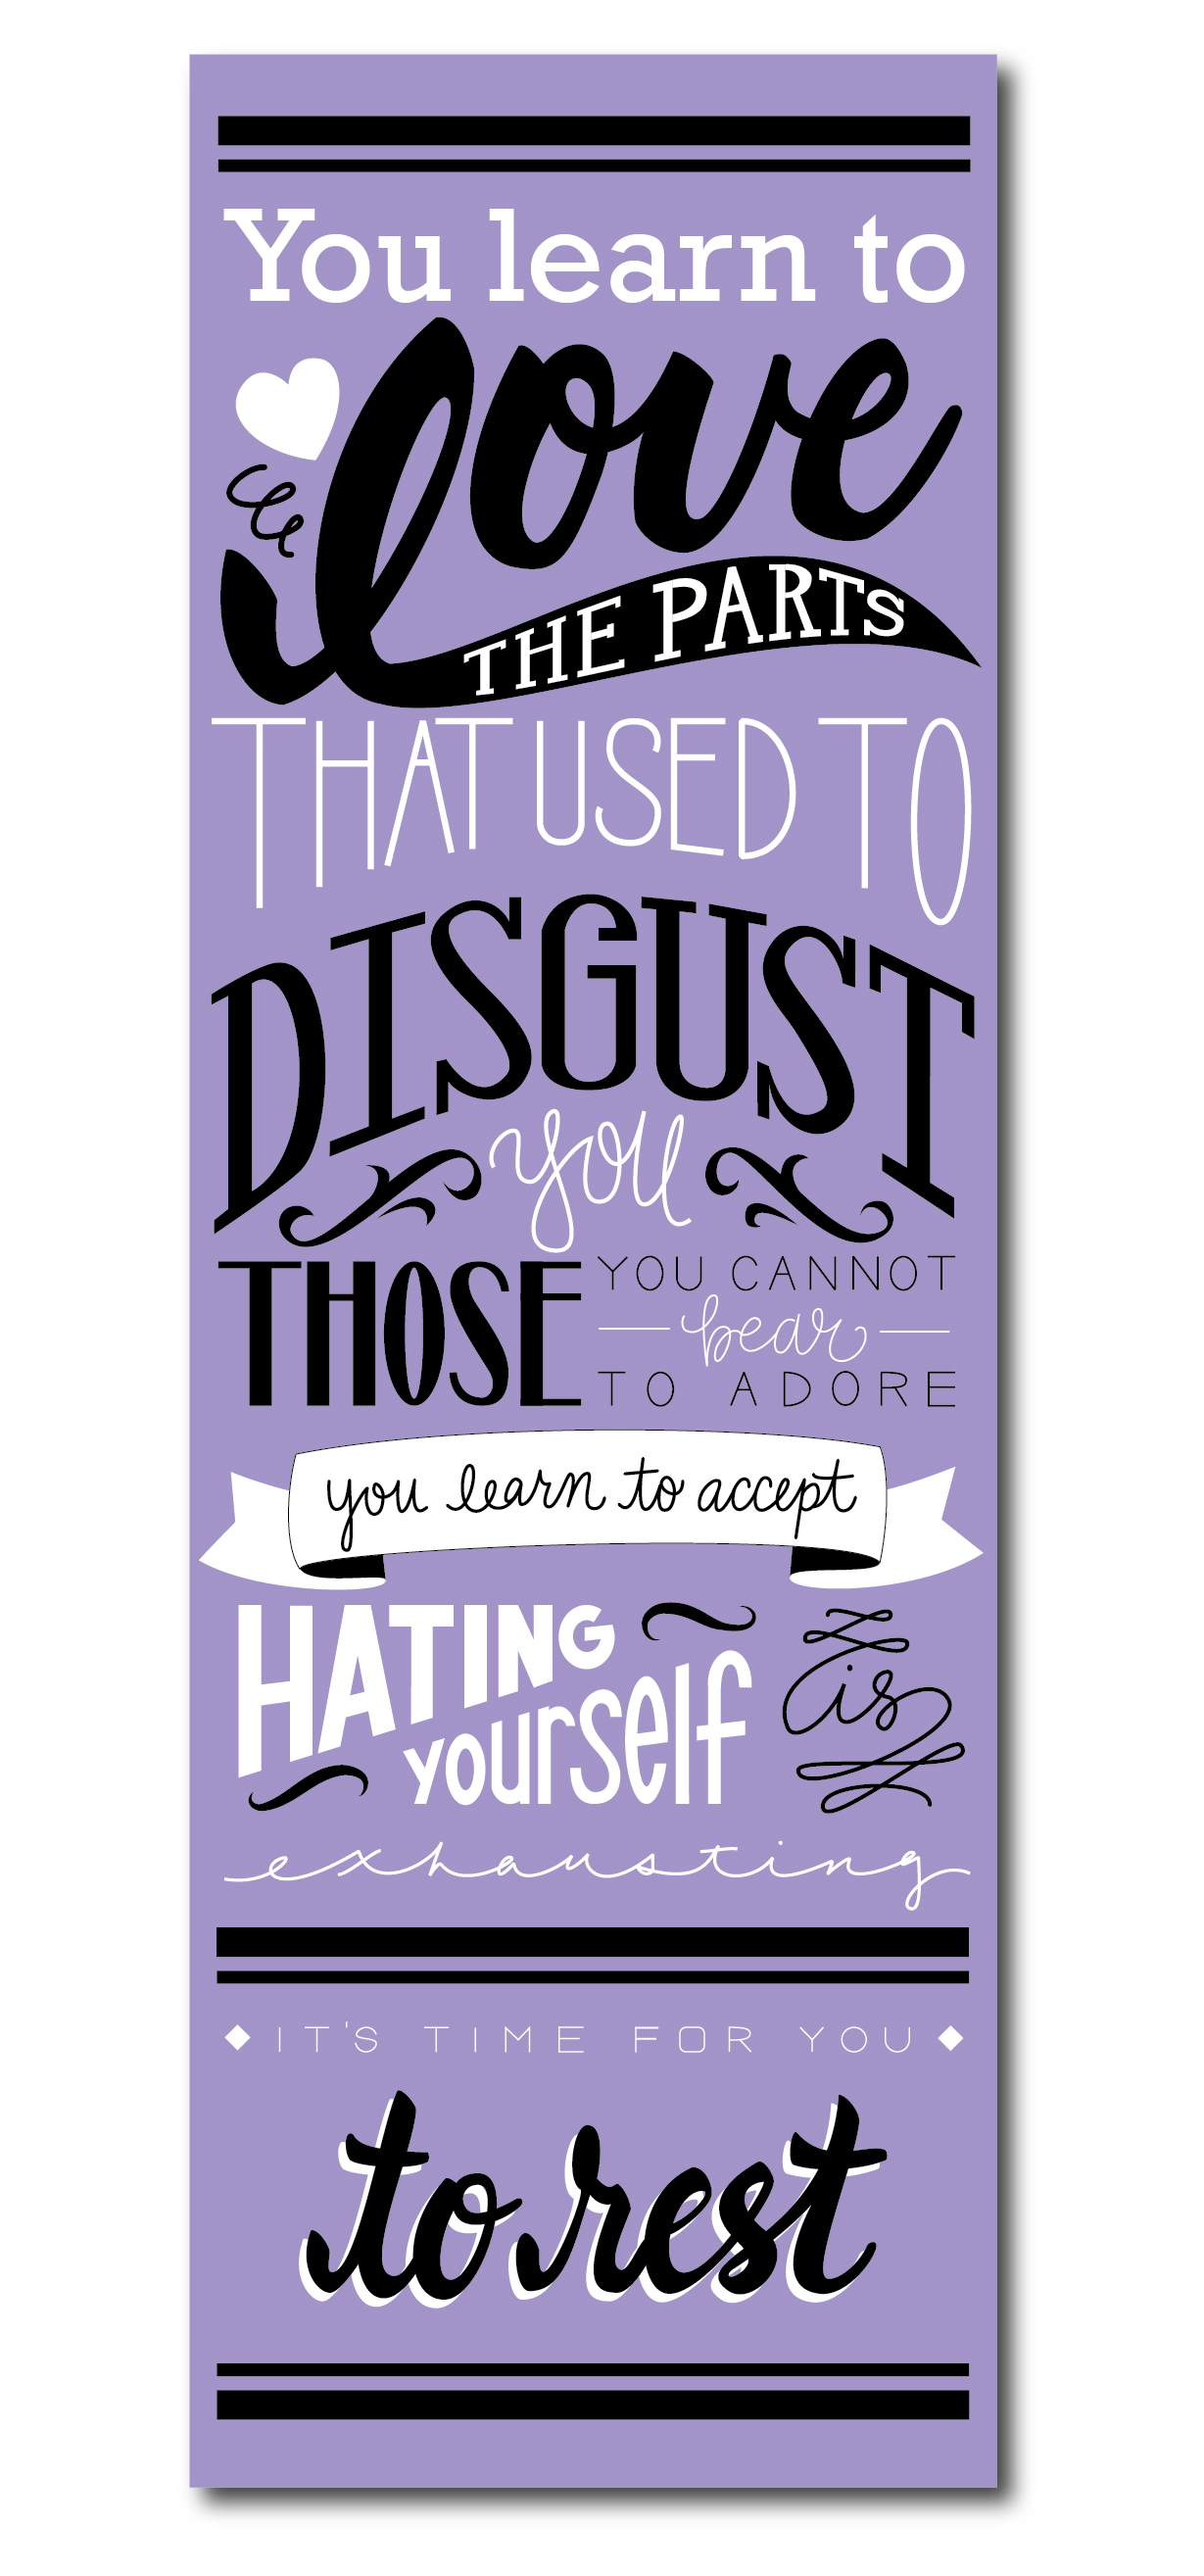 You learn to
love
THE PARTS
THAT USED TO
DISGUST
you
THOSE YOU CANNOT
bear
TO ADORE
you learn to accept
HATING
yourself
is
exhausting
IT'S TIME FOR YOU
to rest